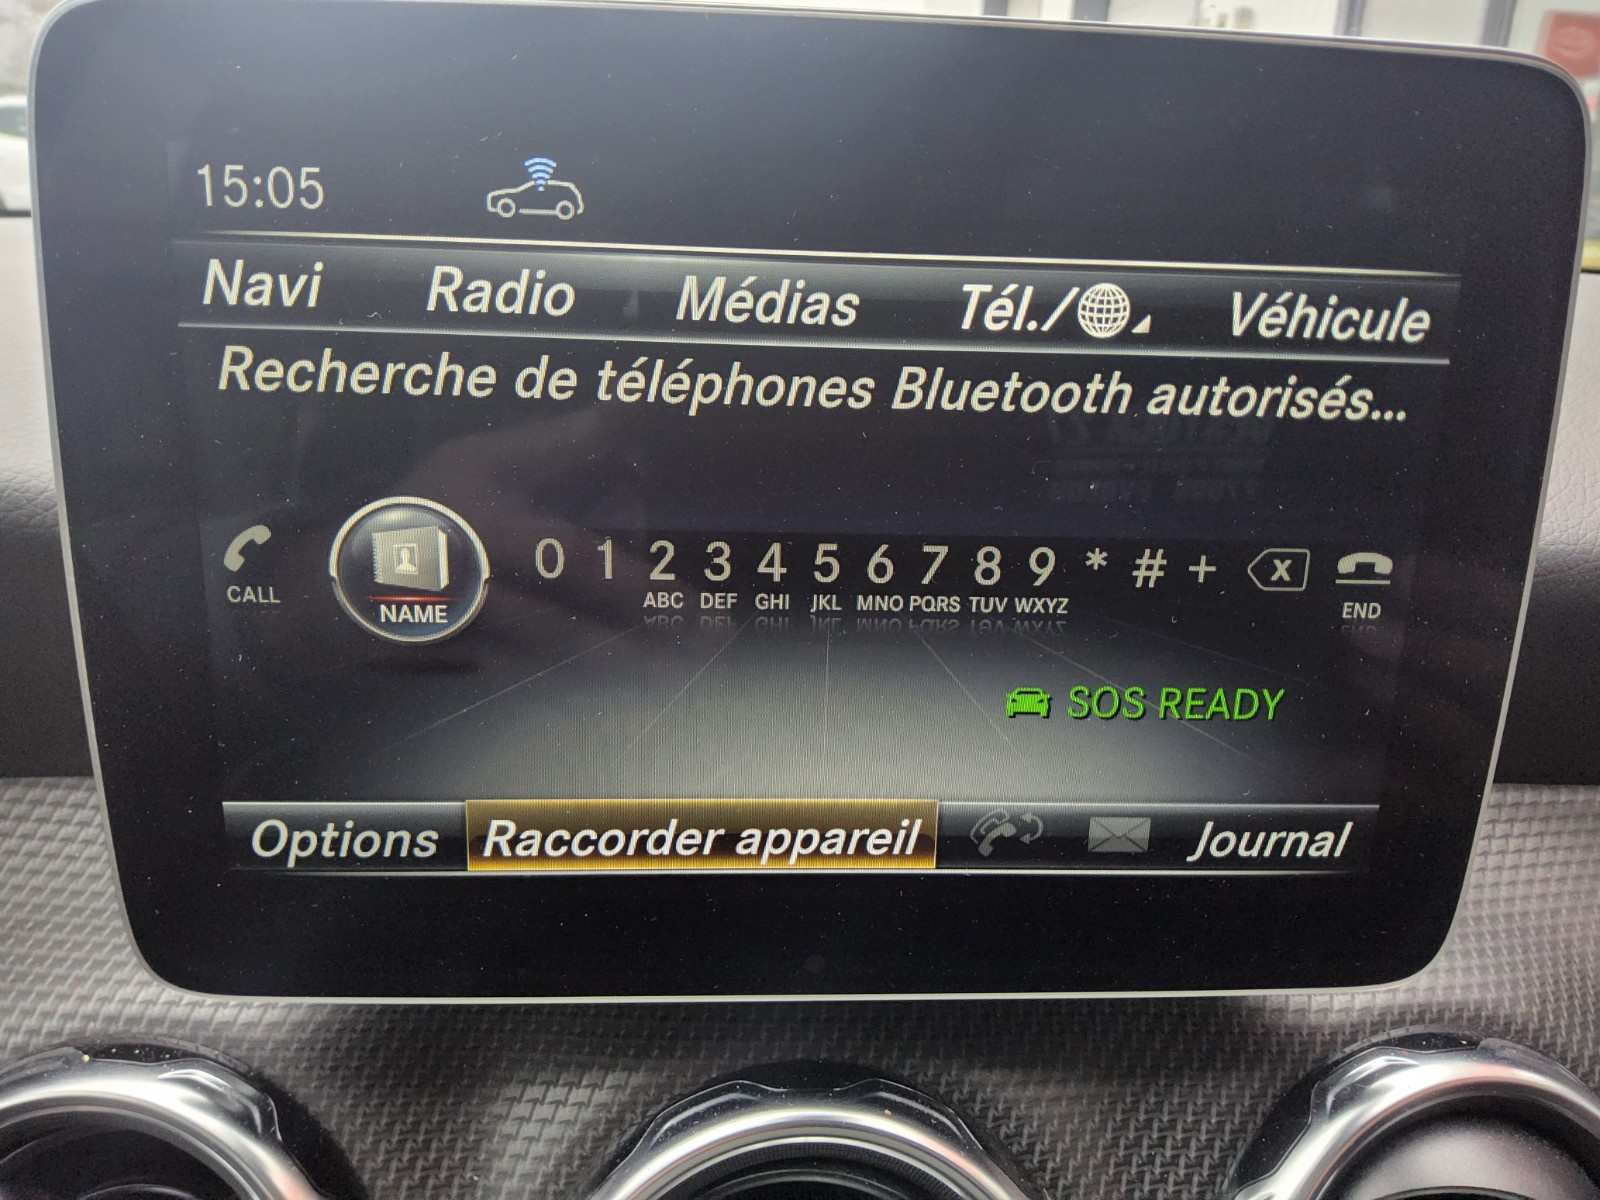 15:05
Navi Radio Médias Tél./ Véhicule
Recherche de téléphones Bluetooth autorisés...
0 1 2 3 4 5 6 7 8 9 * # + X
CALL NAME ABC DEF GHI JKL MNO PQRS TUV WXYZ END
SOS READY
Options Raccorder appareil Journal